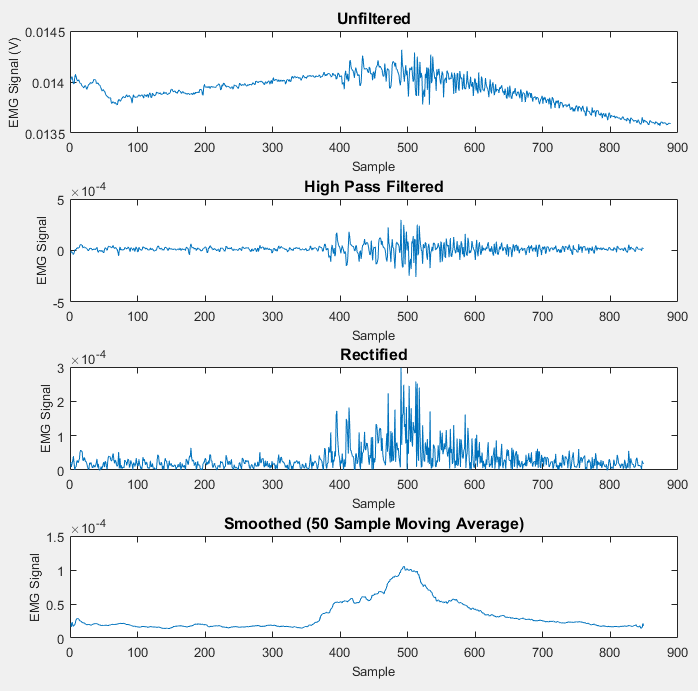 Unfiltered
EMG Signal (V)
0.0145
0.014
0.0135
0 100 200 300 400 500 600 700 800 900
Sample
×10-4
High Pass Filtered
EMG Signal
5
0
-5
0 100 200 300 400 500 600 700 800 900
Sample
×10-4
Rectified
EMG Signal
3
2
1
0
0 100 200 300 400 500 600 700 800 900
Sample
×10-4
Smoothed (50 Sample Moving Average)
EMG Signal
1.5
1
0.5
0
0 100 200 300 400 500 600 700 800 900
Sample